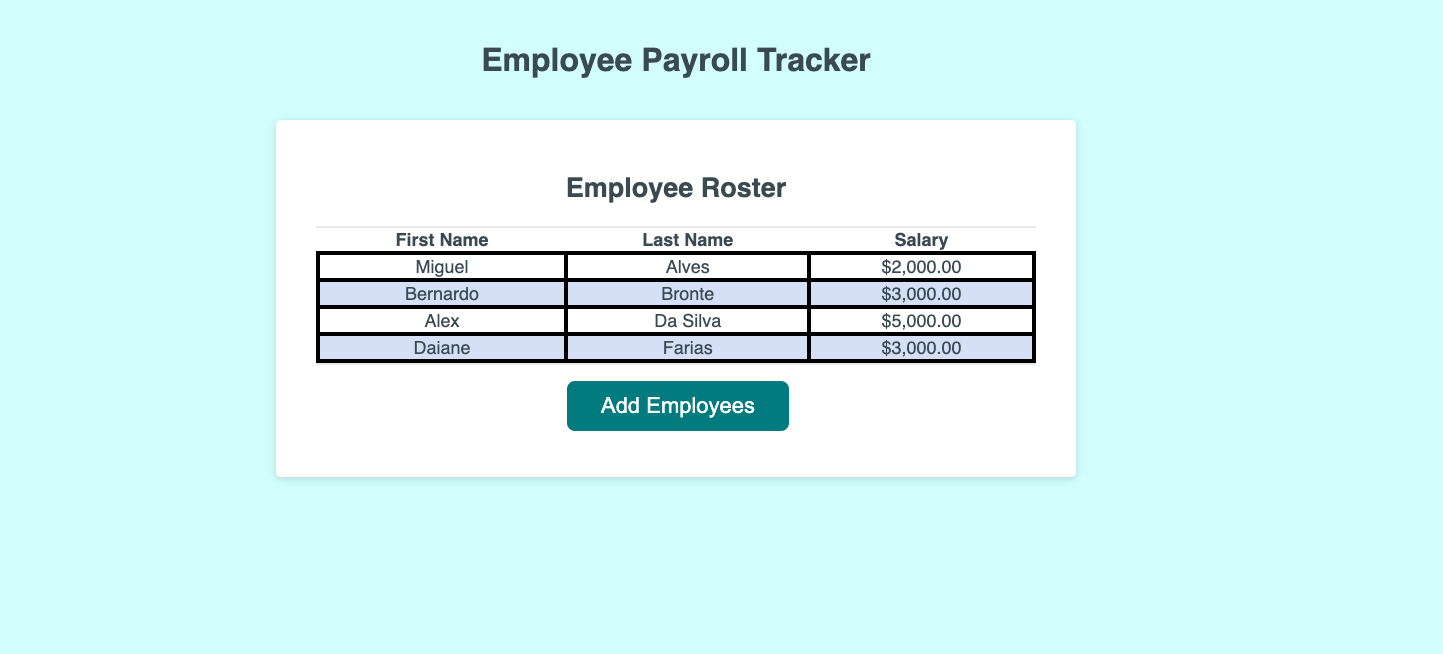 Employee Payroll Tracker
Employee Roster
First Name Last Name Salary
Miguel Alves $2,000.00
Bernardo Bronte $3,000.00
Alex Da Silva $5,000.00
Daiane Farias $3,000.00
Add Employees